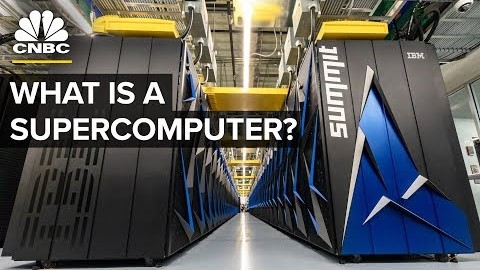 CNBC
WHAT IS A
SUPERCOMPUTER?
summit
IBM